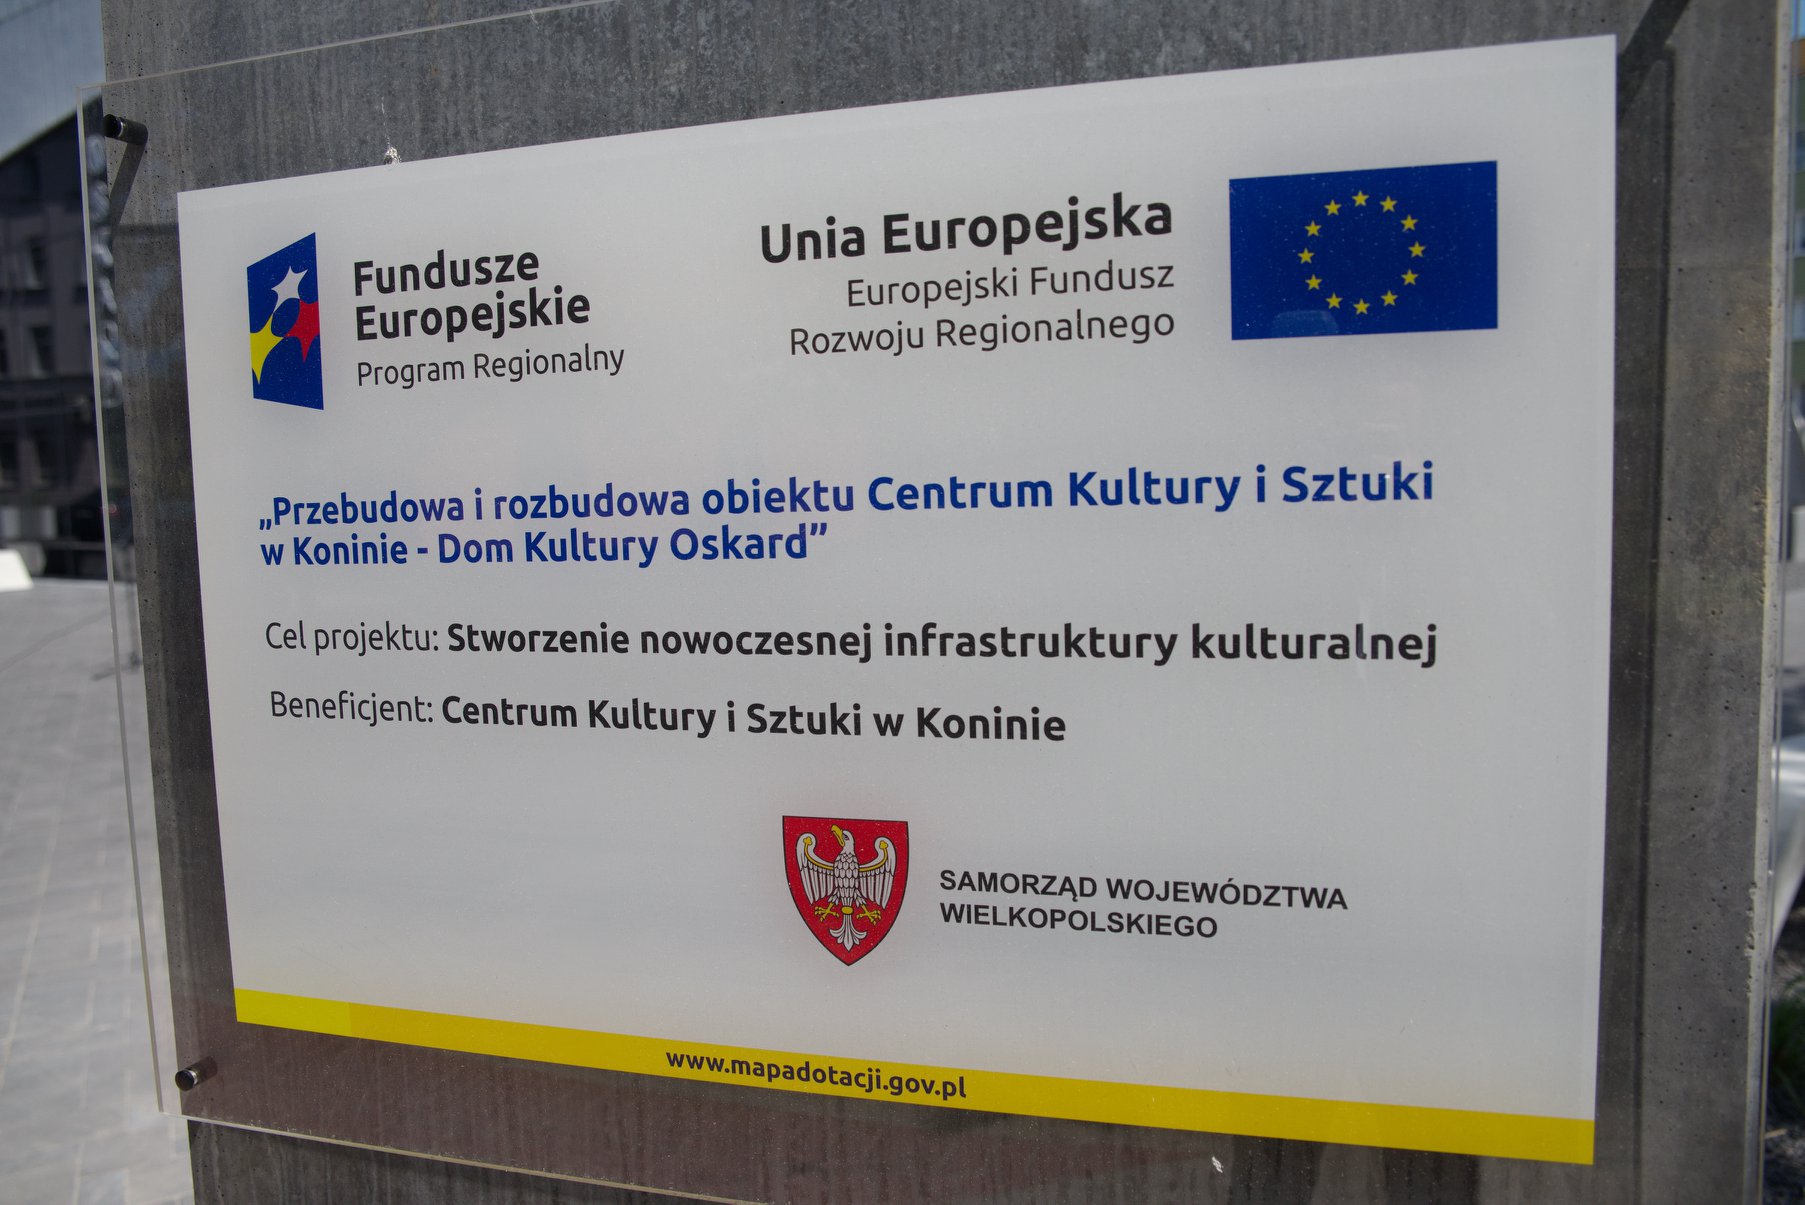 Fundusze
Europejskie
Program Regionalny
Unia Europejska
Europejski Fundusz
Rozwoju Regionalnego
„Przebudowa i rozbudowa obiektu Centrum Kultury i Sztuki
w Koninie - Dom Kultury Oskard”
Cel projektu: Stworzenie nowoczesnej infrastruktury kulturalnej
Beneficjent: Centrum Kultury i Sztuki w Koninie
SAMORZĄD WOJEWÓDZTWA
WIELKOPOLSKIEGO
www.mapadotacji.gov.pl